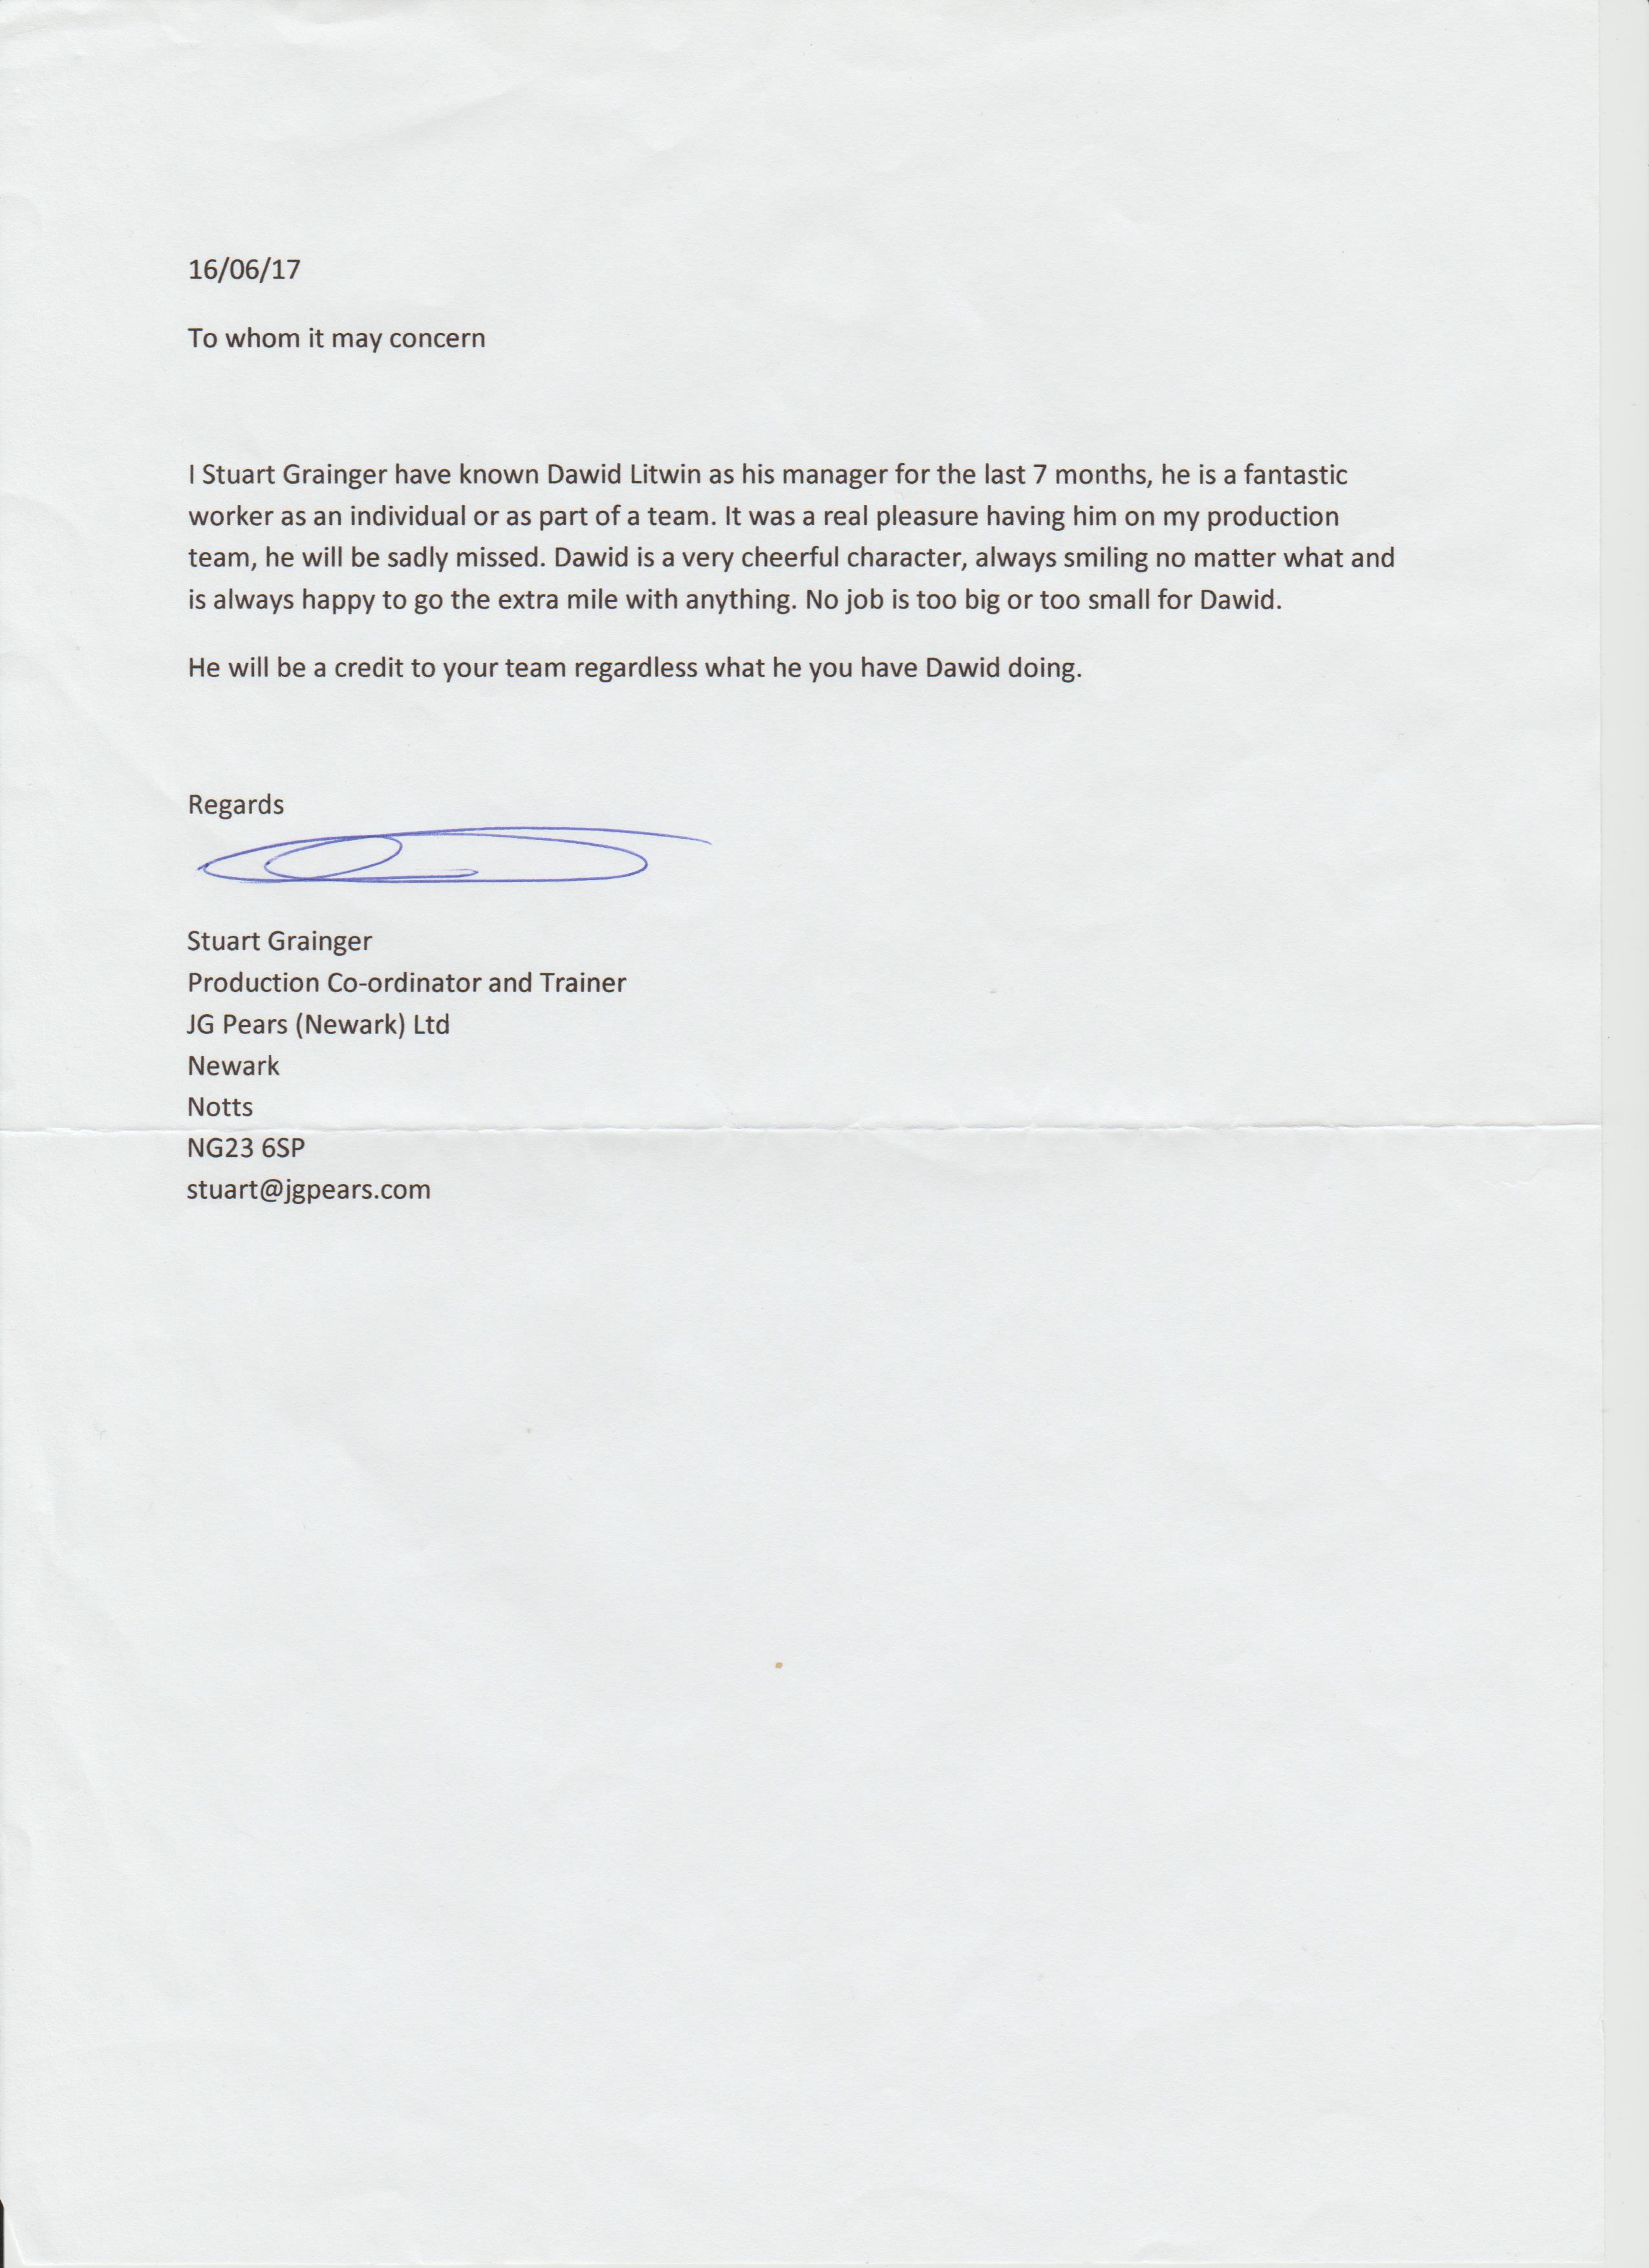 16/06/17
To whom it may concern
I Stuart Grainger have known Dawid Litwin as his manager for the last 7 months, he is a fantastic
worker as an individual or as part of a team. It was a real pleasure having him on my production
team, he will be sadly missed. Dawid is a very cheerful character, always smiling no matter what and
is always happy to go the extra mile with anything. No job is too big or too small for Dawid.
He will be a credit to your team regardless what he you have Dawid doing.
Regards
Stuart Grainger
Production Co-ordinator and Trainer
JG Pears (Newark) Ltd
Newark
Notts
NG23 6SP
stuart@jgpears.com